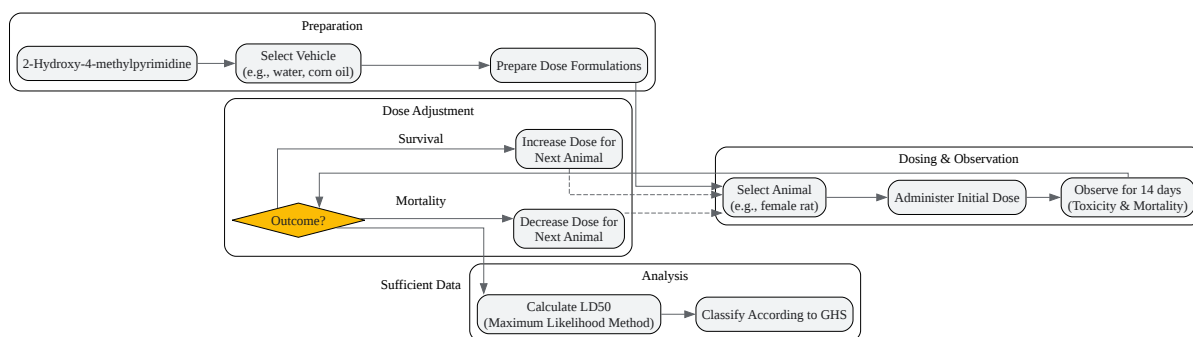 Preparation
2-Hydroxy-4-methylpyrimidine
Select Vehicle
(e.g., water, corn oil)
Prepare Dose Formulations
Dose Adjustment
Survival
Increase Dose for
Next Animal
Mortality
Outcome?
Decrease Dose for
Next Animal
Dosing & Observation
Select Animal
(e.g., female rat)
Administer Initial Dose
Observe for 14 days
(Toxicity & Mortality)
Sufficient Data
Analysis
Calculate LD50
(Maximum Likelihood Method)
Classify According to GHS